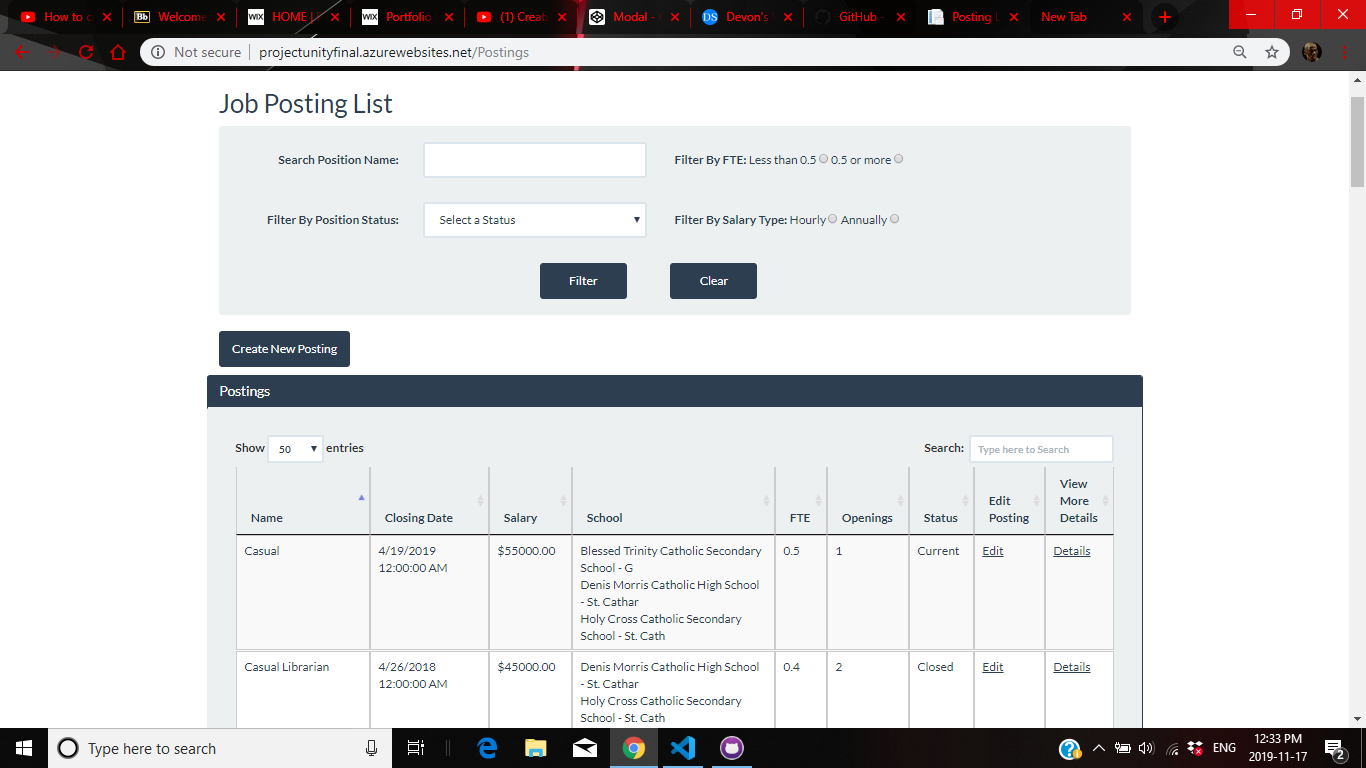 How to c
Welcome
HOME |
Portfolio
(1) Creat
Modal -
Devon's
GitHub -
Posting L
New Tab
Not secure
projectunityfinal.azurewebsites.net/Postings
Job Posting List
Search Position Name:
Filter By FTE: Less than 0.5 0.5 or more
Filter By Position Status:
Select a Status
Filter By Salary Type: Hourly Annually
Filter
Clear
Create New Posting
Postings
Show 50 entries
Search: Type here to Search
Name
Closing Date
Salary
School
FTE
Openings
Status
Edit
Posting
View
More
Details
Casual
4/19/2019
12:00:00 AM
$55000.00
Blessed Trinity Catholic Secondary
School - G
Denis Morris Catholic High School
- St. Cathar
Holy Cross Catholic Secondary
School - St. Cath
0.5
1
Current
Edit
Details
Casual Librarian
4/26/2018
12:00:00 AM
$45000.00
Denis Morris Catholic High School
- St. Cathar
Holy Cross Catholic Secondary
School - St. Cath
0.4
2
Closed
Edit
Details
Type here to search
ENG
12:33 PM
2019-11-17
2